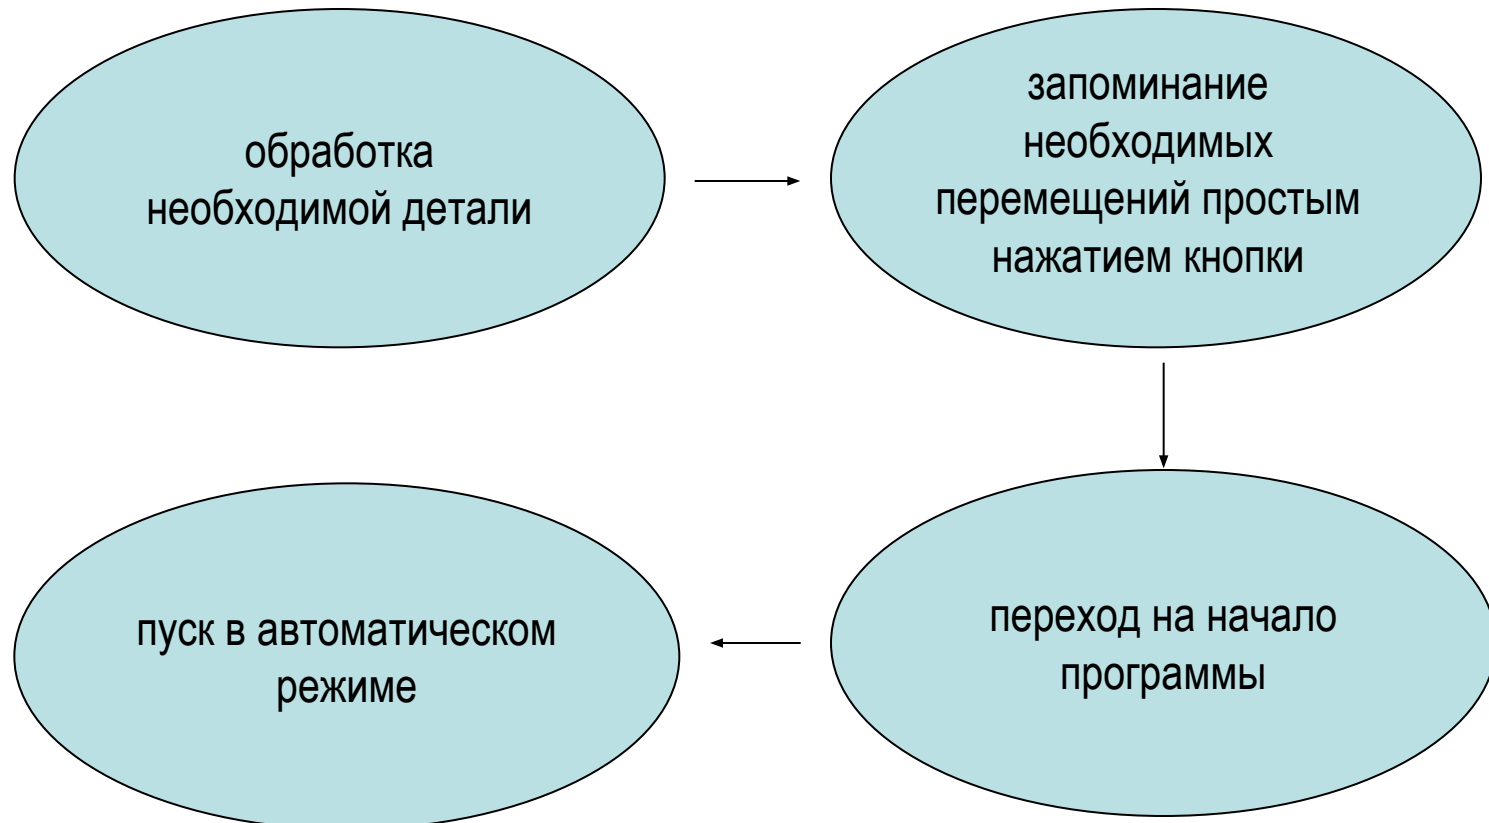 обработка
необходимой детали
запоминание
необходимых
перемещений простым
нажатием кнопки
переход на начало
программы
пуск в автоматическом
режиме